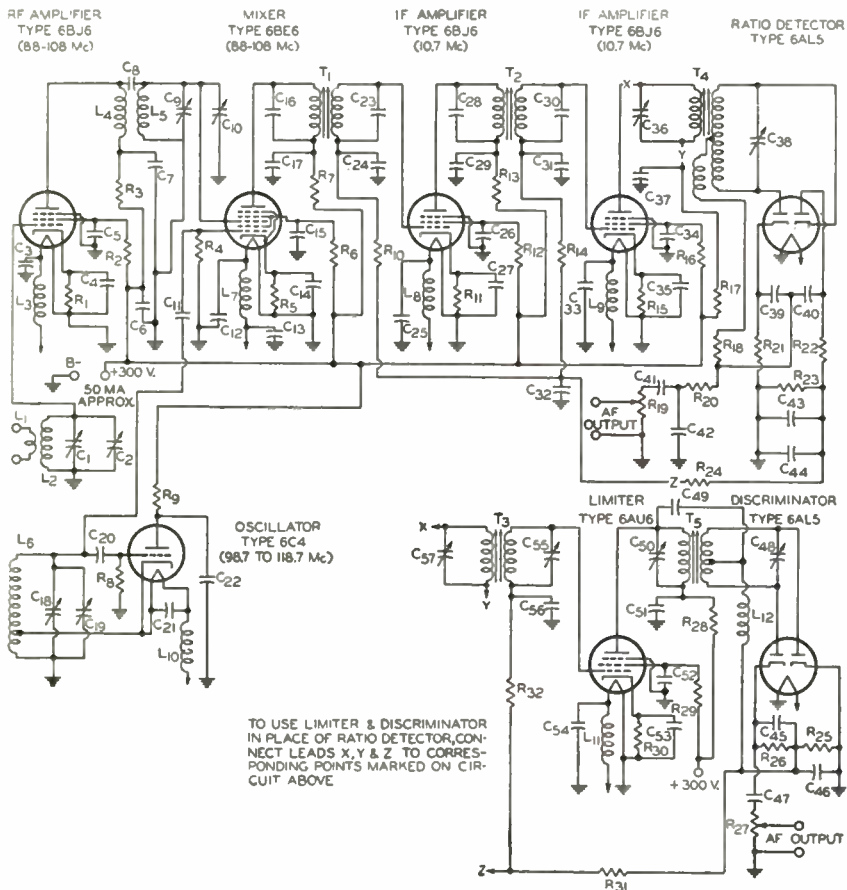 RF AMPLIFIER
TYPE 6BJ6
(88-108 Mc)
MIXER
TYPE 6BE6
(88-108 Mc)
IF AMPLIFIER
TYPE 6BJ6
(10.7 Mc)
IF AMPLIFIER
TYPE 6BJ6
(10.7 Mc)
RATIO DETECTOR
TYPE 6AL5
C8
T1
T2
X
T4
L4
L5
C9
C10
C16
C23
C28
C30
C36
C38
R3
C7
C17
R7
C24
C29
R13
C31
Y
C37
C3
C5
R2
R4
C15
R6
R10
C26
R12
R14
C34
R16
L3
C4
R1
C6
C11
L7
C14
R5
C12
C13
L8
C27
R11
C25
C33
L9
C35
R15
R17
C39
C40
R18
R21
R22
B-
+300 V.
50 MA
APPROX.
C32
C41
R19
R20
R23
AF
OUTPUT
C42
C43
C44
L1
L2
C1
C2
Z
R24
R9
C49
L6
C20
OSCILLATOR
TYPE 6C4
(98.7 TO 118.7 Mc)
X
T3
LIMITER
TYPE 6AU6
T5
DISCRIMINATOR
TYPE 6AL5
C57
C55
C50
C48
C18
C19
R8
C22
Y
C56
C51
R28
L12
C21
L10
R32
C52
R29
C54
L11
C53
R30
C45
R26
R25
C46
+300 V.
TO USE LIMITER & DISCRIMINATOR
IN PLACE OF RATIO DETECTOR, CON-
NECT LEADS X, Y & Z TO CORRES-
PONDING POINTS MARKED ON CIR-
CUIT ABOVE
C47
R27
AF OUTPUT
Z
R31